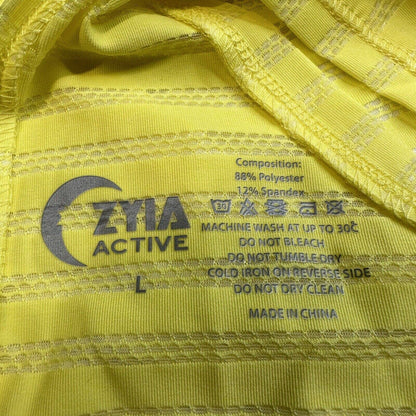 ZYIA
ACTIVE
L
Composition:
88% Polyester
12% Spandex
30
MACHINE WASH AT UP TO 30C
DO NOT BLEACH
DO NOT TUMBLE DRY
COLD IRON ON REVERSE SIDE
DO NOT DRY CLEAN
MADE IN CHINA